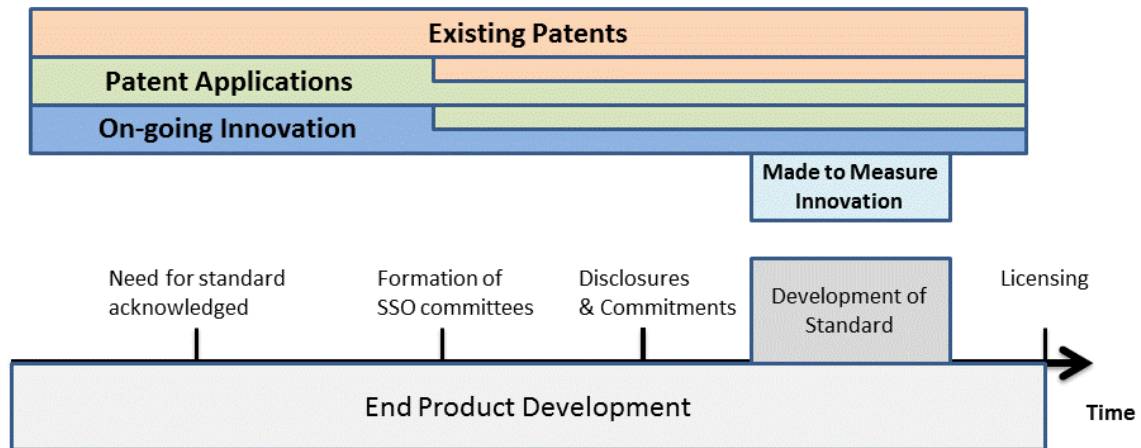 Existing Patents
Patent Applications
On-going Innovation
Made to Measure
Innovation
Need for standard
acknowledged
Formation of
SSO committees
Disclosures
& Commitments
Development of
Standard
Licensing
End Product Development
Time